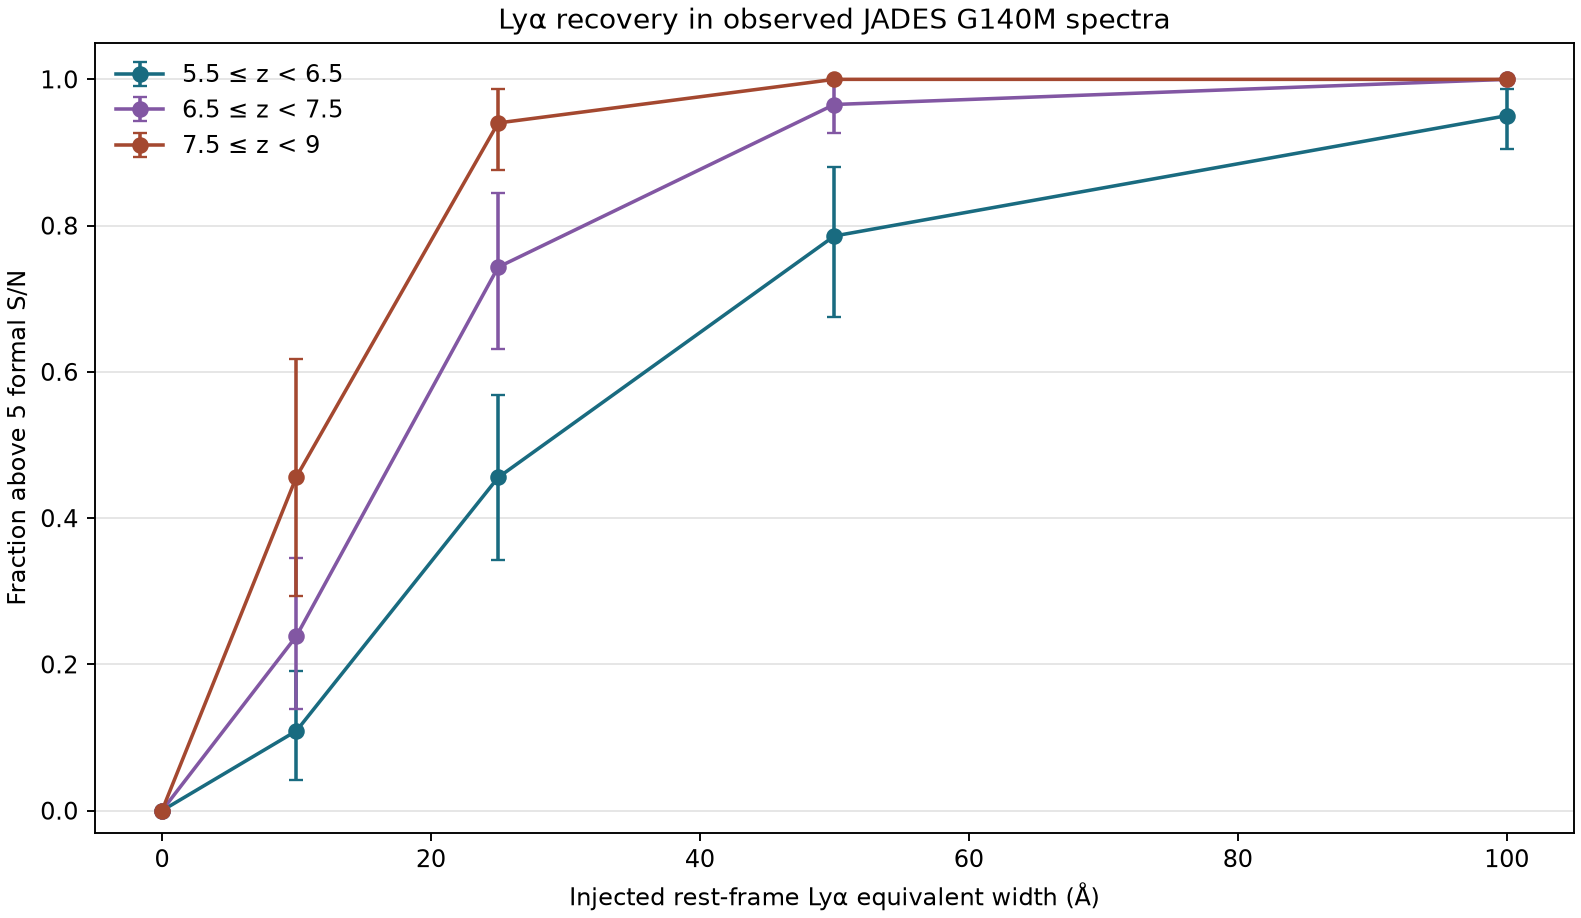 Lyα recovery in observed JADES G140M spectra
5.5 ≤ z < 6.5
6.5 ≤ z < 7.5
7.5 ≤ z < 9
Fraction above 5 formal S/N
1.0
0.8
0.6
0.4
0.2
0.0
0 20 40 60 80 100
Injected rest-frame Lyα equivalent width (Å)